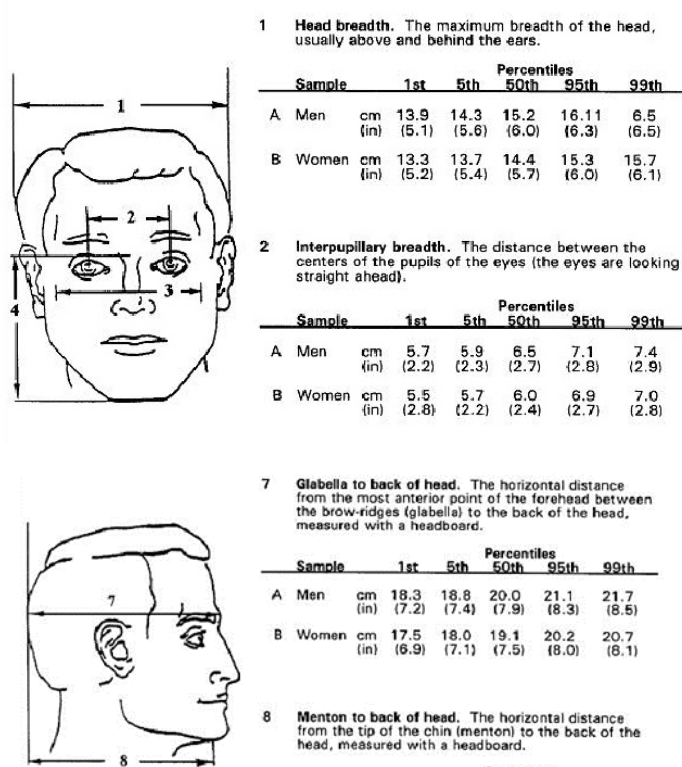 1 Head breadth. The maximum breadth of the head,
usually above and behind the ears.
Percentiles
Sample 1st 5th 50th 95th 99th
A Men cm 13.9 14.3 15.2 16.11 6.5
(in) (5.1) (5.6) (6.0) (6.3) (6.5)
B Women cm 13.3 13.7 14.4 15.3 15.7
(in) (5.2) (5.4) (5.7) (6.0) (6.1)
1
2
3
4
2 Interpupillary breadth. The distance between the
centers of the pupils of the eyes (the eyes are looking
straight ahead).
Percentiles
Sample 1st 5th 50th 95th 99th
A Men cm 5.7 5.9 6.5 7.1 7.4
(in) (2.2) (2.3) (2.7) (2.8) (2.9)
B Women cm 5.5 5.7 6.0 6.9 7.0
(in) (2.8) (2.2) (2.4) (2.7) (2.8)
7 Glabella to back of head. The horizontal distance
from the most anterior point of the forehead between
the brow-ridges (glabella) to the back of the head,
measured with a headboard.
Percentiles
Sample 1st 5th 50th 95th 99th
A Men cm 18.3 18.8 20.0 21.1 21.7
(in) (7.2) (7.4) (7.9) (8.3) (8.5)
B Women cm 17.5 18.0 19.1 20.2 20.7
(in) (6.9) (7.1) (7.5) (8.0) (8.1)
7
8
8 Menton to back of head. The horizontal distance
from the tip of the chin (menton) to the back of the
head, measured with a headboard.